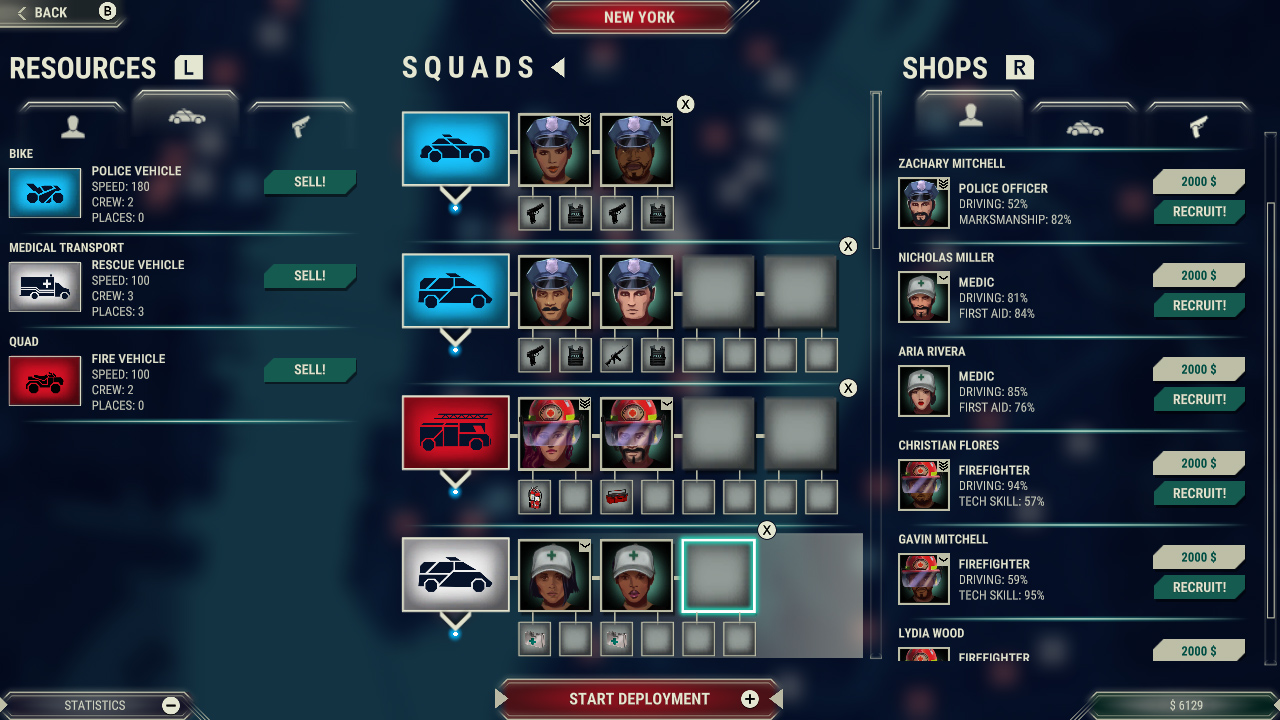 BACK B
NEW YORK
RESOURCES L
SQUADS
SHOPS R
BIKE
POLICE VEHICLE
SPEED: 180
CREW: 2
PLACES: 0
SELL!
MEDICAL TRANSPORT
RESCUE VEHICLE
SPEED: 100
CREW: 3
PLACES: 3
SELL!
QUAD
FIRE VEHICLE
SPEED: 100
CREW: 2
PLACES: 0
SELL!
X
X
X
X
ZACHARY MITCHELL
POLICE OFFICER
DRIVING: 52%
MARKSMANSHIP: 82%
2000 $
RECRUIT!
NICHOLAS MILLER
MEDIC
DRIVING: 81%
FIRST AID: 84%
2000 $
RECRUIT!
ARIA RIVERA
MEDIC
DRIVING: 85%
FIRST AID: 76%
2000 $
RECRUIT!
CHRISTIAN FLORES
FIREFIGHTER
DRIVING: 94%
TECH SKILL: 57%
2000 $
RECRUIT!
GAVIN MITCHELL
FIREFIGHTER
DRIVING: 59%
TECH SKILL: 95%
2000 $
RECRUIT!
LYDIA WOOD
FIREFIGHTER
2000 $
STATISTICS
START DEPLOYMENT
$ 6129